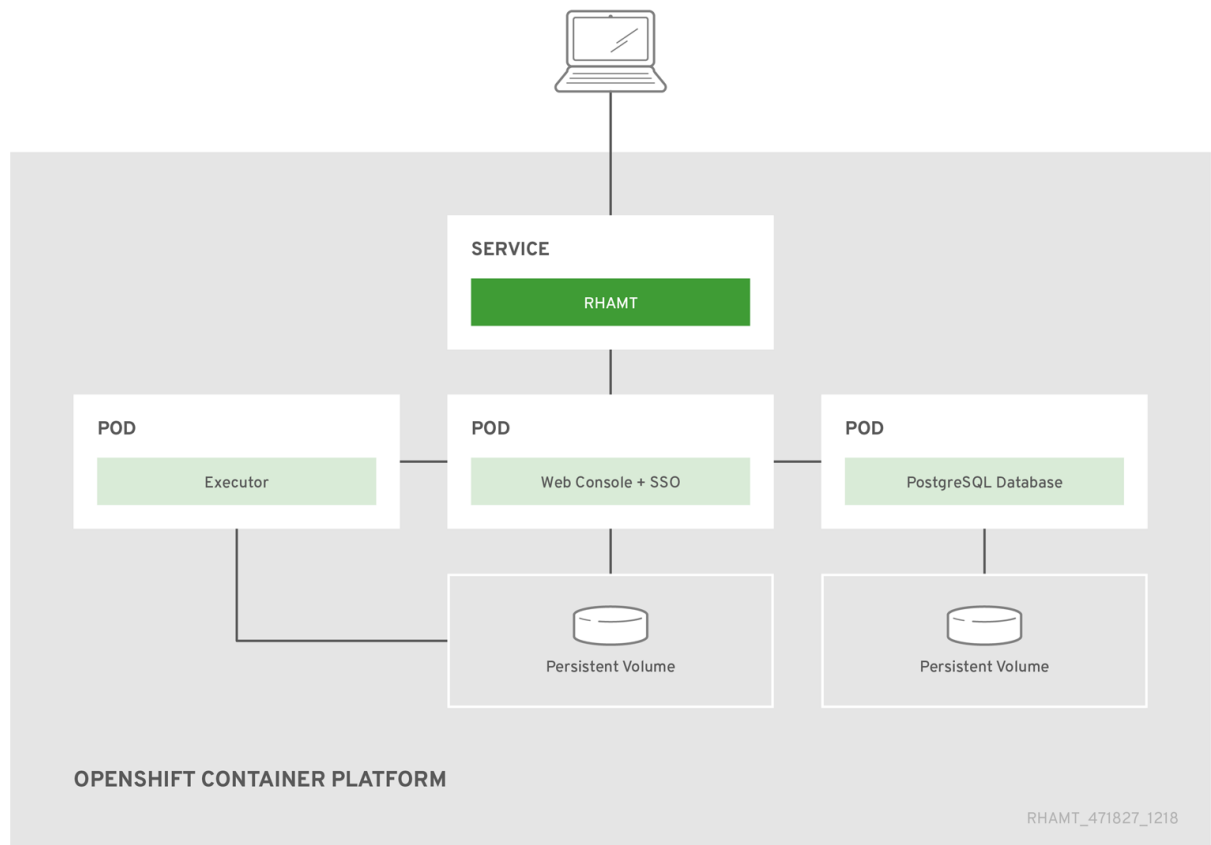 SERVICE
RHAMT
POD
Executor
POD
Web Console + SSO
POD
PostgreSQL Database
Persistent Volume
Persistent Volume
OPENSHIFT CONTAINER PLATFORM
RHAMT_471827_1218